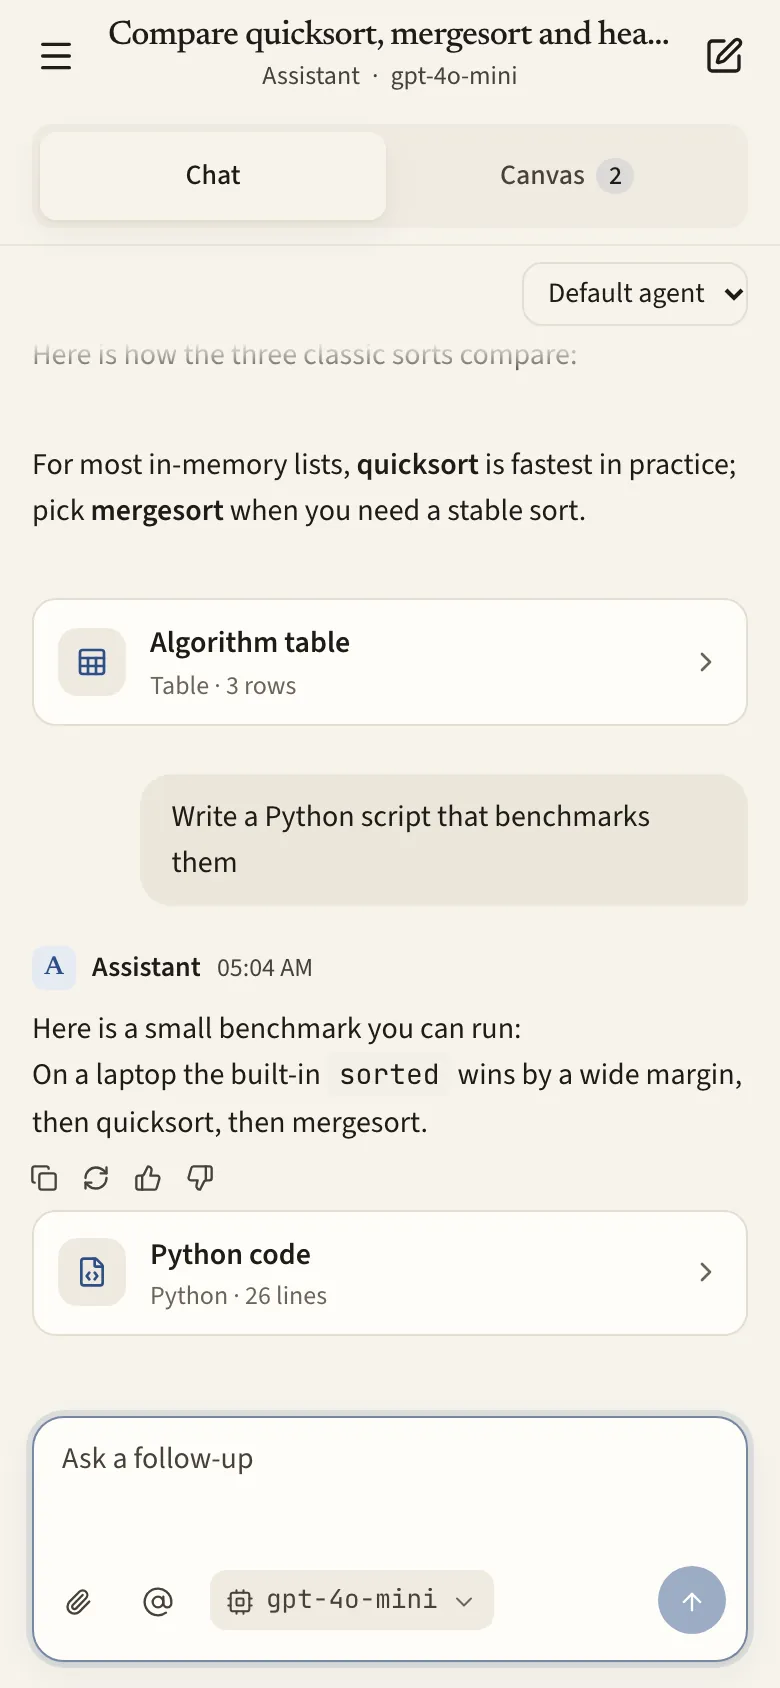 Compare quicksort, mergesort and hea...
Assistant · gpt-4o-mini
Chat
Canvas 2
Default agent
Here is how the three classic sorts compare:
For most in-memory lists, quicksort is fastest in practice;
pick mergesort when you need a stable sort.
Algorithm table
Table · 3 rows
Write a Python script that benchmarks
them
A Assistant 05:04 AM
Here is a small benchmark you can run:
On a laptop the built-in sorted wins by a wide margin,
then quicksort, then mergesort.
Python code
Python · 26 lines
Ask a follow-up
gpt-4o-mini